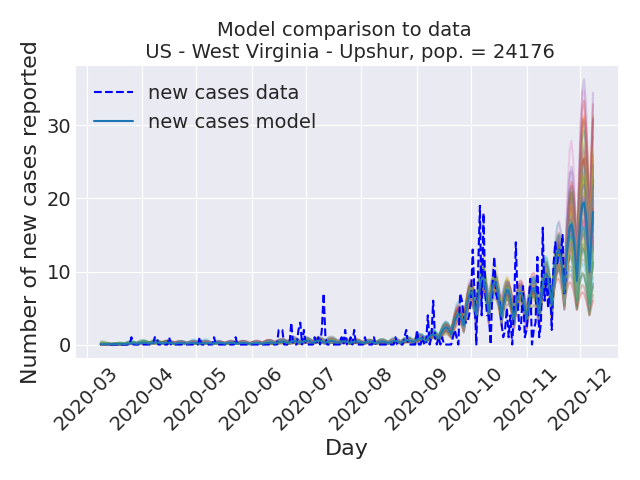 Model comparison to data
US - West Virginia - Upshur, pop. = 24176
new cases data
new cases model
Number of new cases reported
30
20
10
0
2020-03
2020-04
2020-05
2020-06
2020-07
2020-08
2020-09
2020-10
2020-11
2020-12
Day